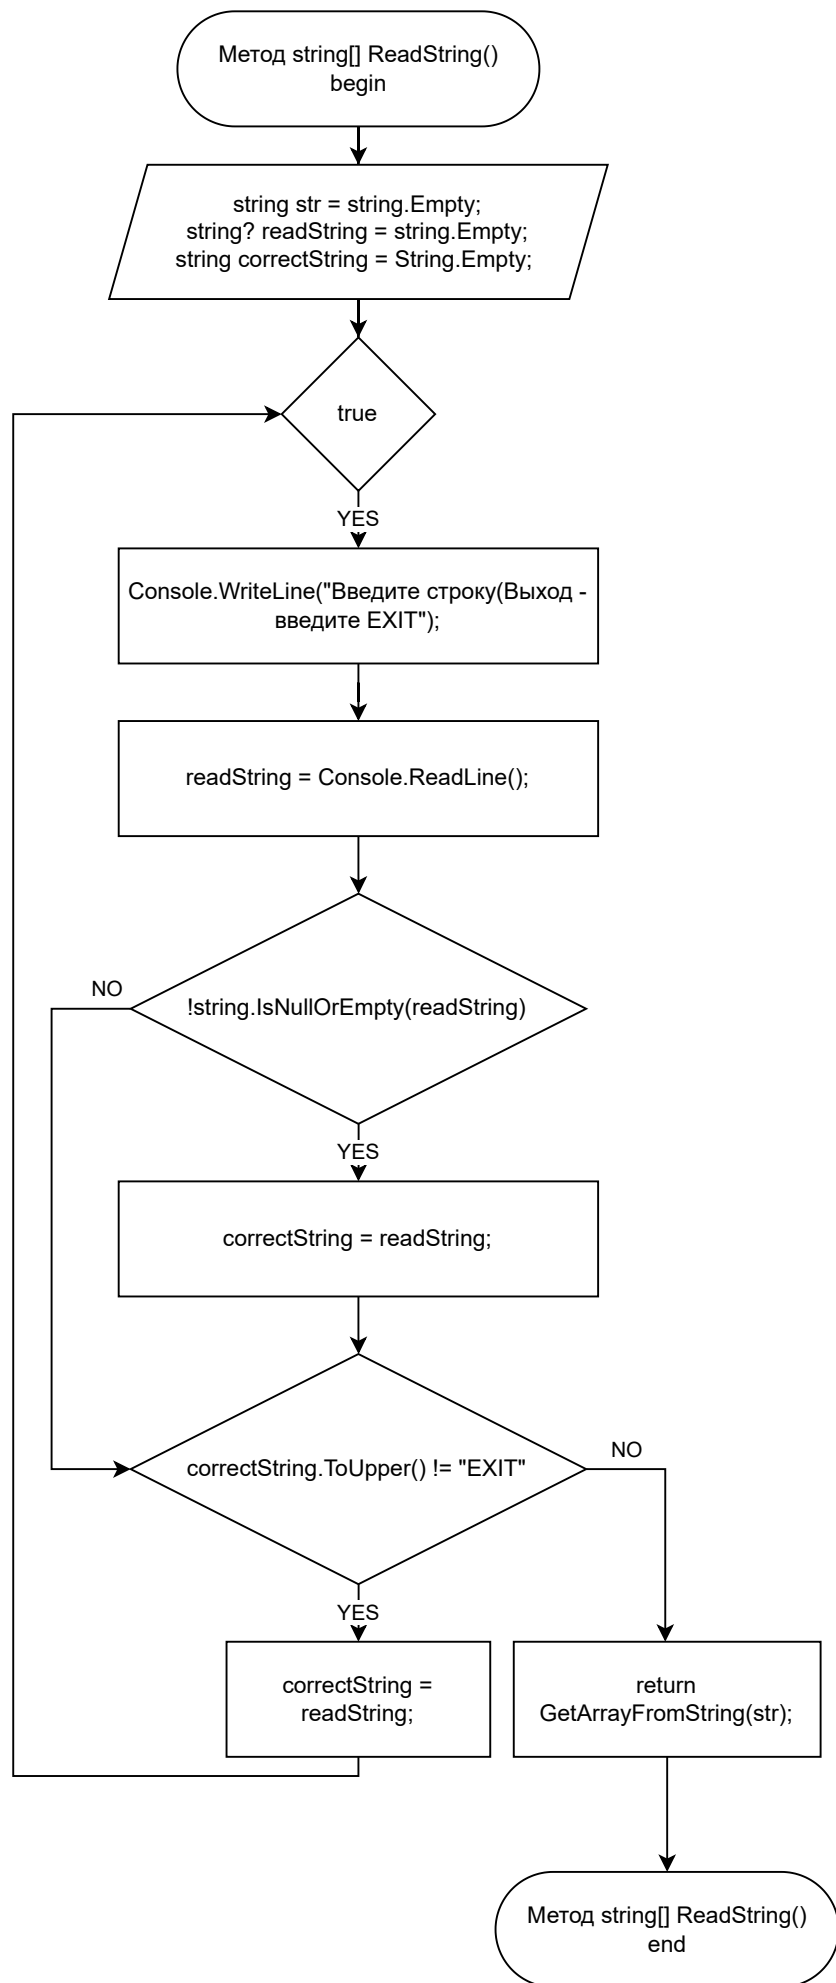 Метод string[] ReadString()
begin
string str = string.Empty;
string? readString = string.Empty;
string correctString = String.Empty;
true
YES
Console.WriteLine("Введите строку(Выход -
введите EXIT");
readString = Console.ReadLine();
NO
!string.IsNullOrEmpty(readString)
YES
correctString = readString;
correctString.ToUpper() != "EXIT"
NO
YES
correctString =
readString;
return
GetArrayFromString(str);
Метод string[] ReadString()
end